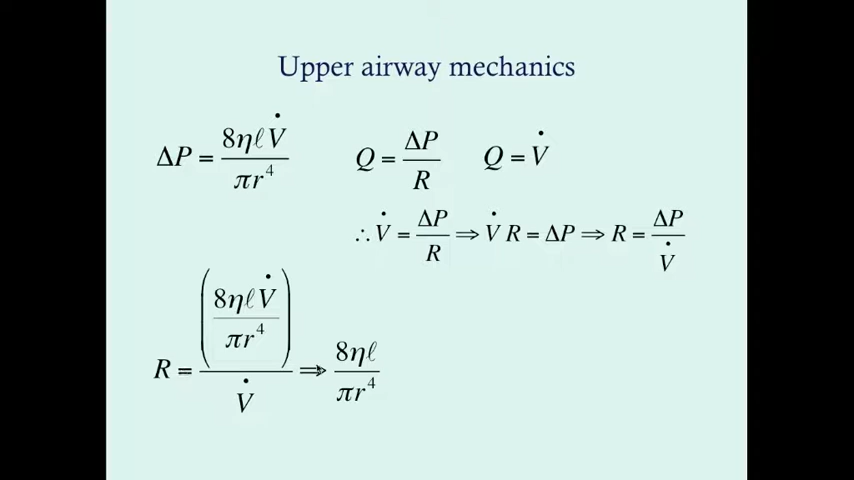 Upper airway mechanics
ΔP = 8ηℓV̇ / πr⁴    Q = ΔP / R    Q = V̇
∴ V̇ = ΔP / R ⇒ V̇ R = ΔP ⇒ R = ΔP / V̇
R = (8ηℓV̇ / πr⁴) / V̇ ⇒ 8ηℓ / πr⁴